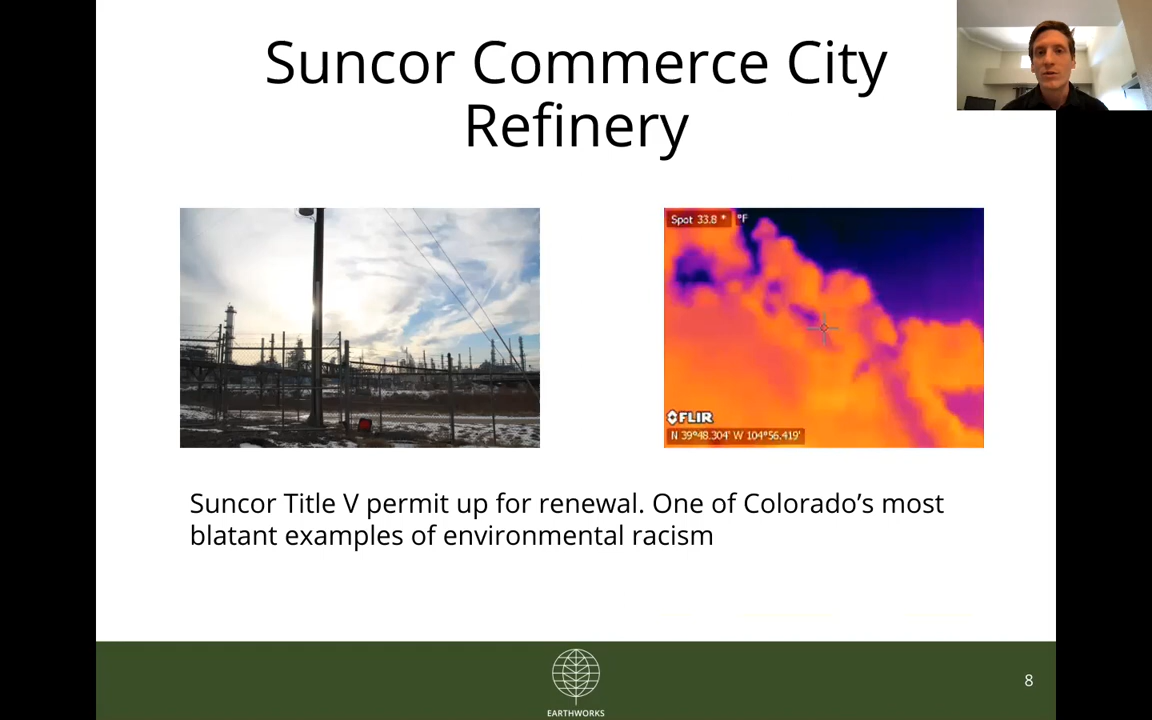 Suncor Commerce City
Refinery
Spot 33.8 ° °F
FLIR
N 39°48.304' W 104°56.419'
Suncor Title V permit up for renewal. One of Colorado’s most
blatant examples of environmental racism
EARTHWORKS
8